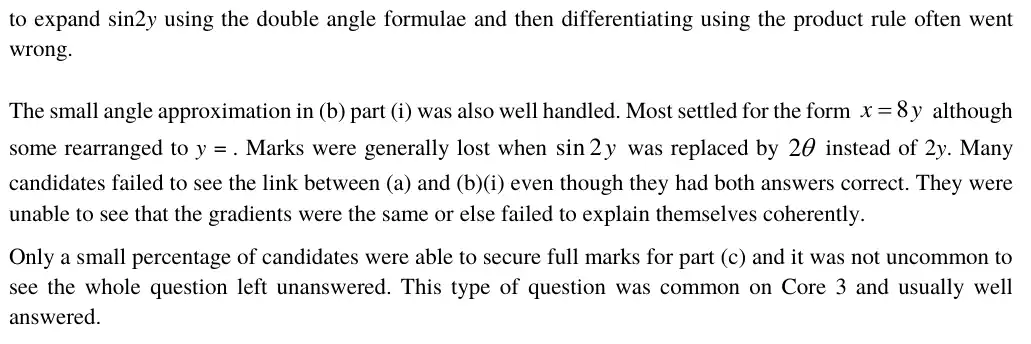 to expand sin2y using the double angle formulae and then differentiating using the product rule often went
wrong.
The small angle approximation in (b) part (i) was also well handled. Most settled for the form x = 8y although
some rearranged to y = . Marks were generally lost when sin 2y was replaced by 2θ instead of 2y. Many
candidates failed to see the link between (a) and (b)(i) even though they had both answers correct. They were
unable to see that the gradients were the same or else failed to explain themselves coherently.
Only a small percentage of candidates were able to secure full marks for part (c) and it was not uncommon to
see the whole question left unanswered. This type of question was common on Core 3 and usually well
answered.